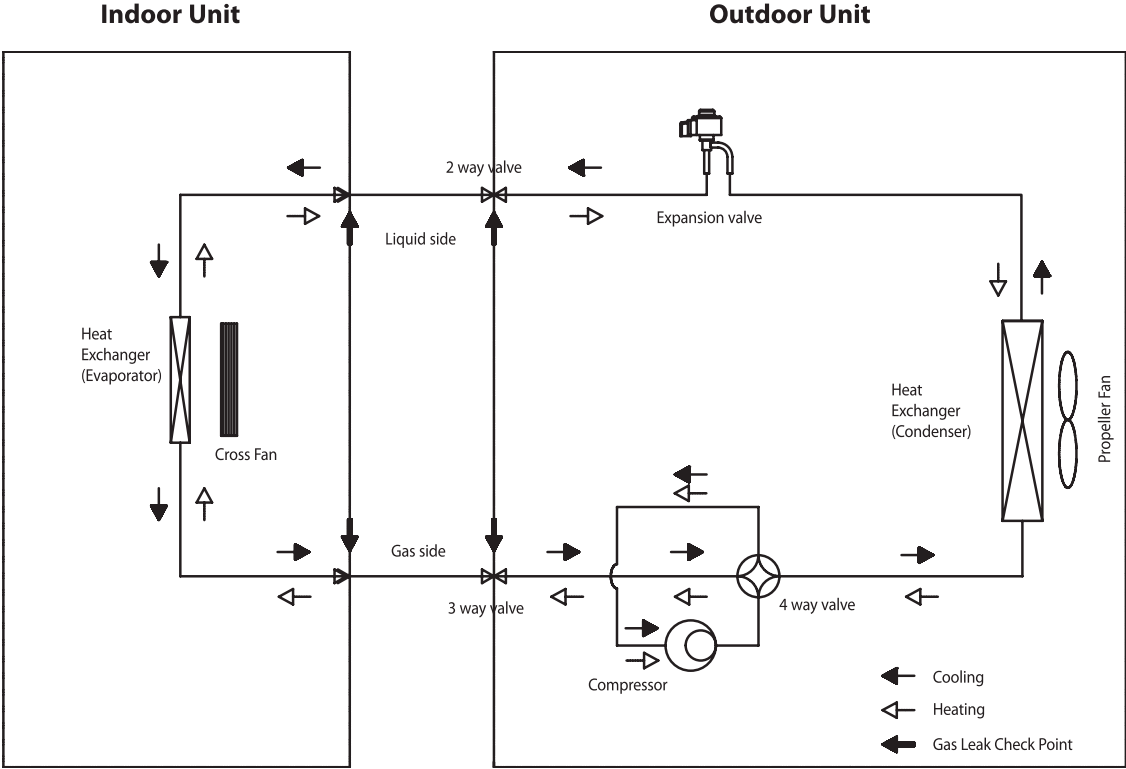 Indoor Unit
Outdoor Unit
2 way valve
Expansion valve
Liquid side
Heat
Exchanger
(Evaporator)
Cross Fan
Heat
Exchanger
(Condenser)
Propeller Fan
Gas side
3 way valve
4 way valve
Compressor
Cooling
Heating
Gas Leak Check Point